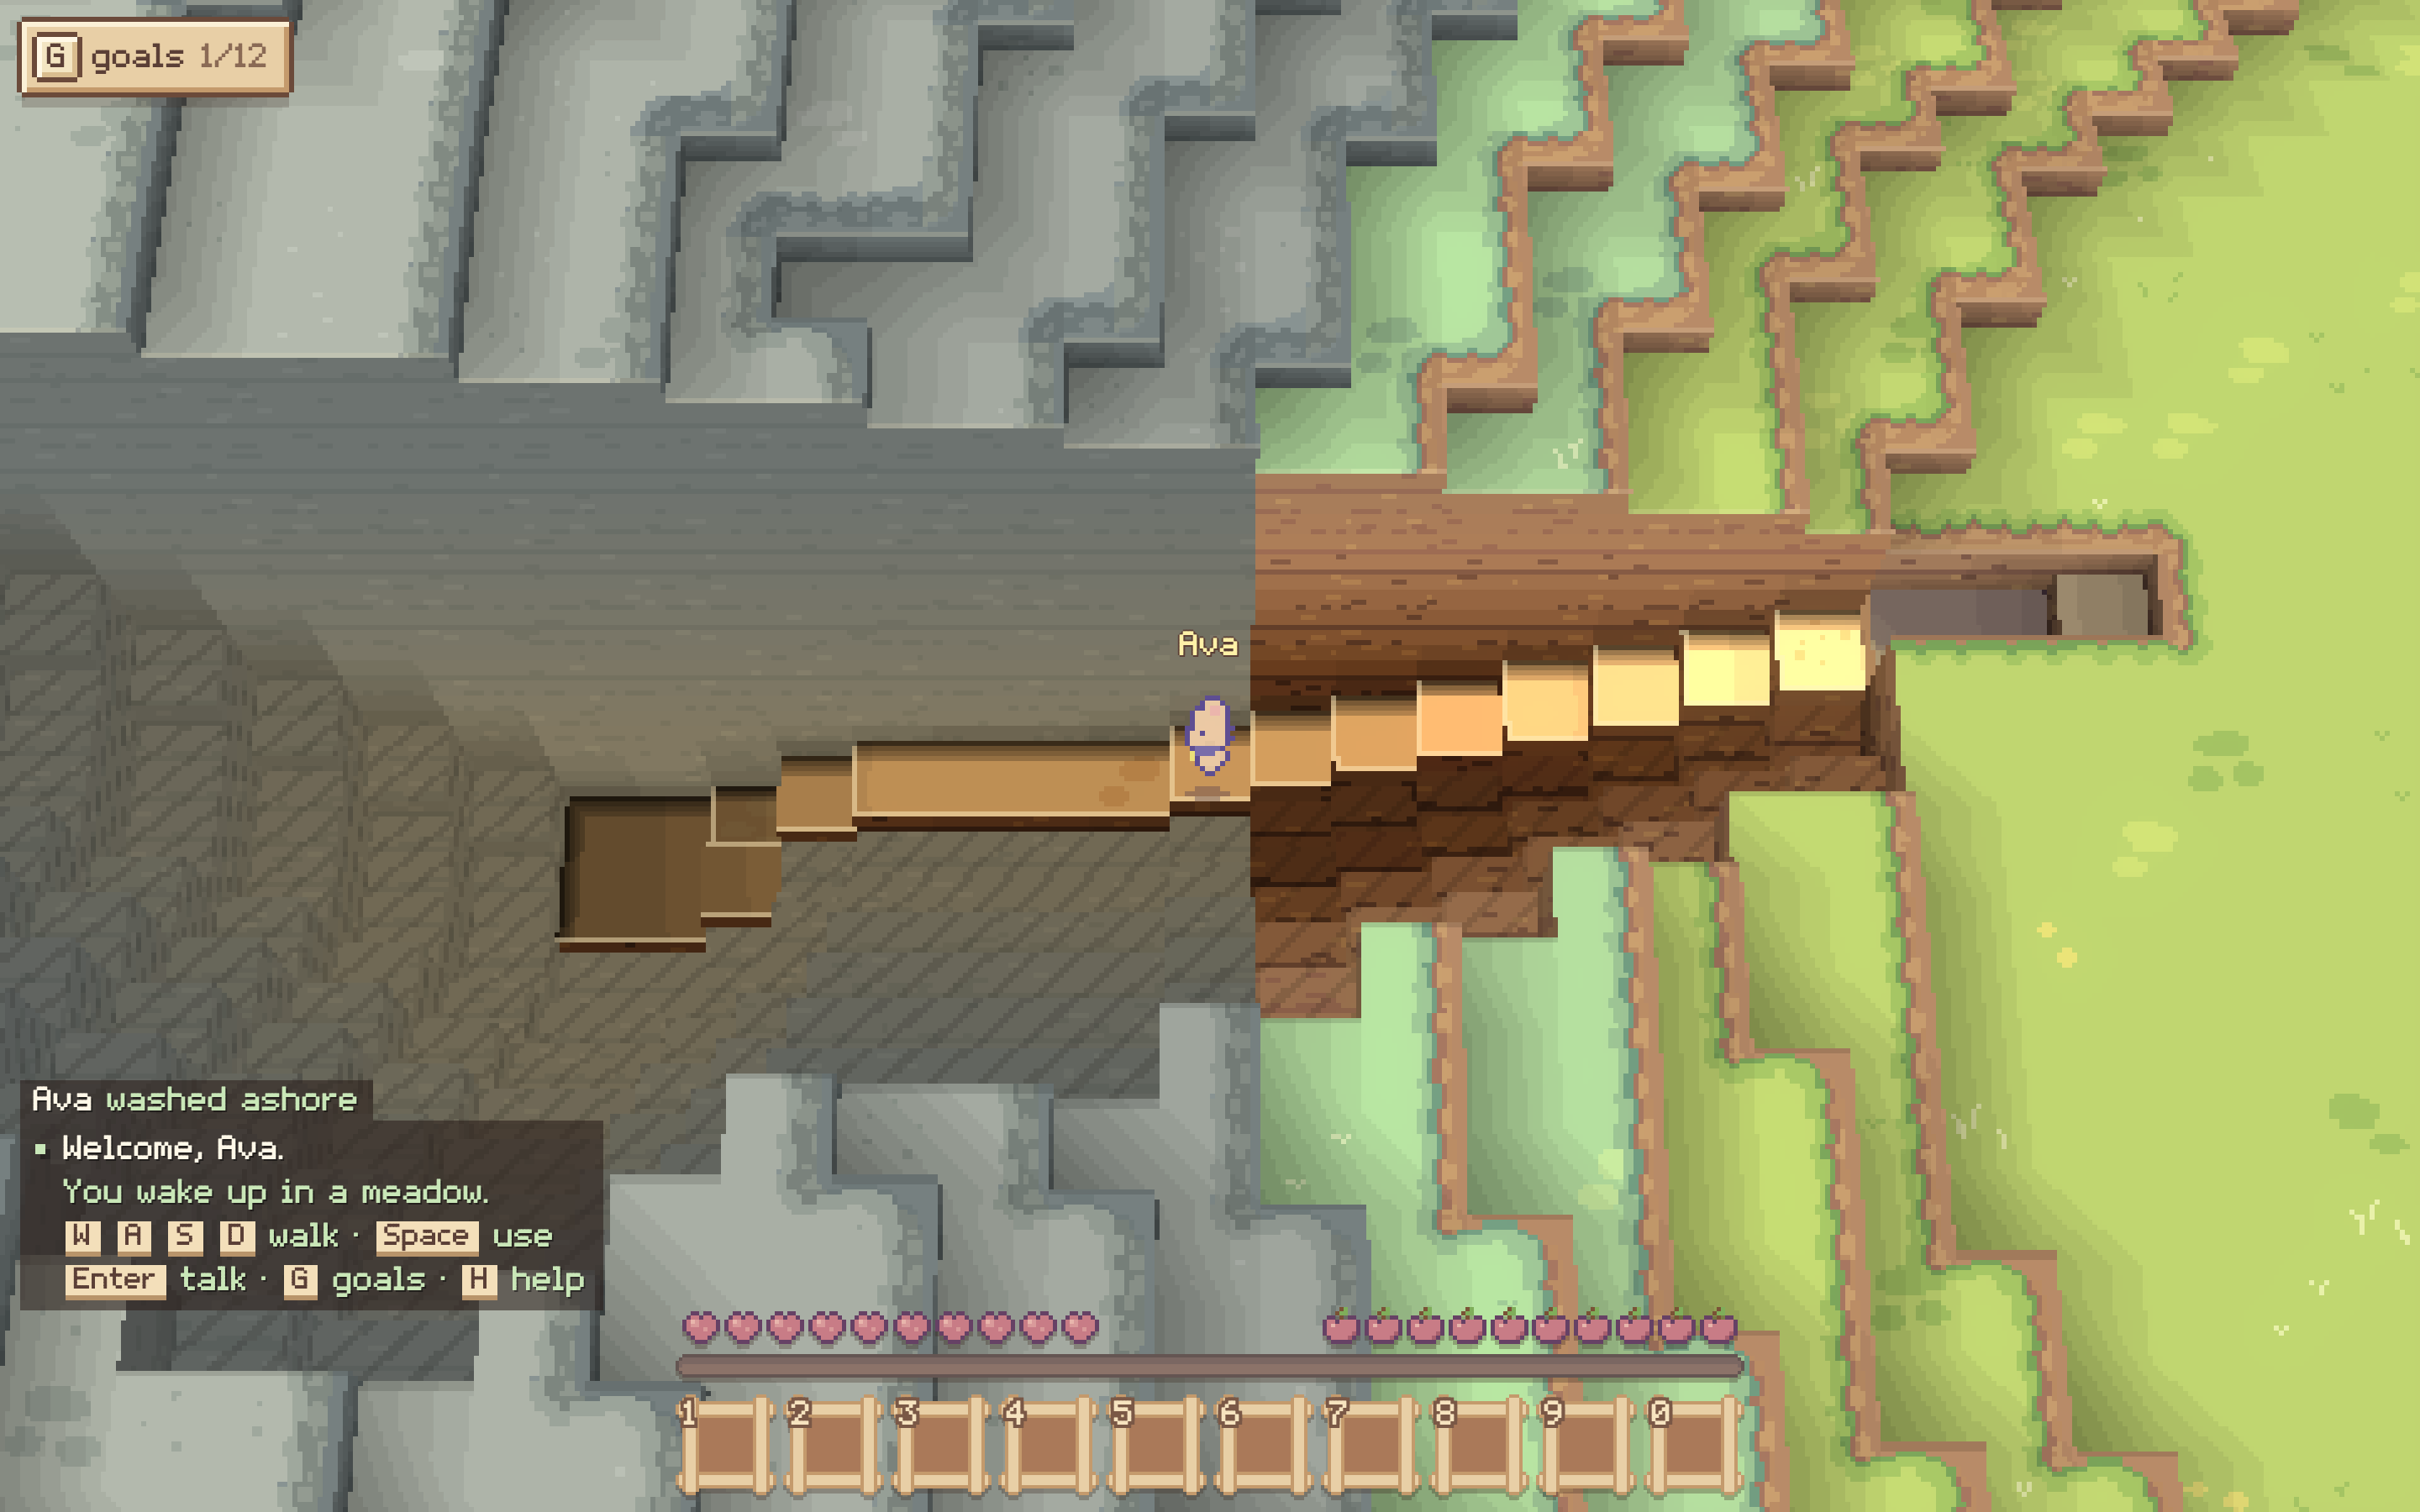 G goals 1/12
Ava
Ava washed ashore
Welcome, Ava.
You wake up in a meadow.
W A S D walk · Space use
Enter talk · G goals · H help
1 2 3 4 5 6 7 8 9 0